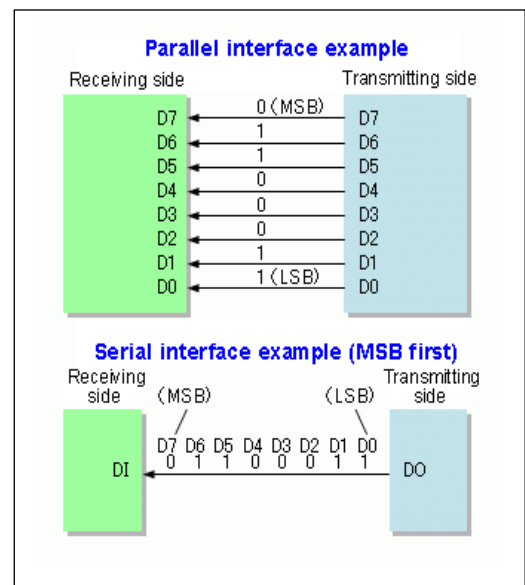 Parallel interface example
Receiving side Transmitting side
D7 0(MSB) D7
D6 1 D6
D5 1 D5
D4 0 D4
D3 0 D3
D2 0 D2
D1 1 D1
D0 1(LSB) D0
Serial interface example (MSB first)
Receiving side
Transmitting side
(MSB) (LSB)
D7 D6 D5 D4 D3 D2 D1 D0
0 1 1 0 0 0 1 1
DI DO